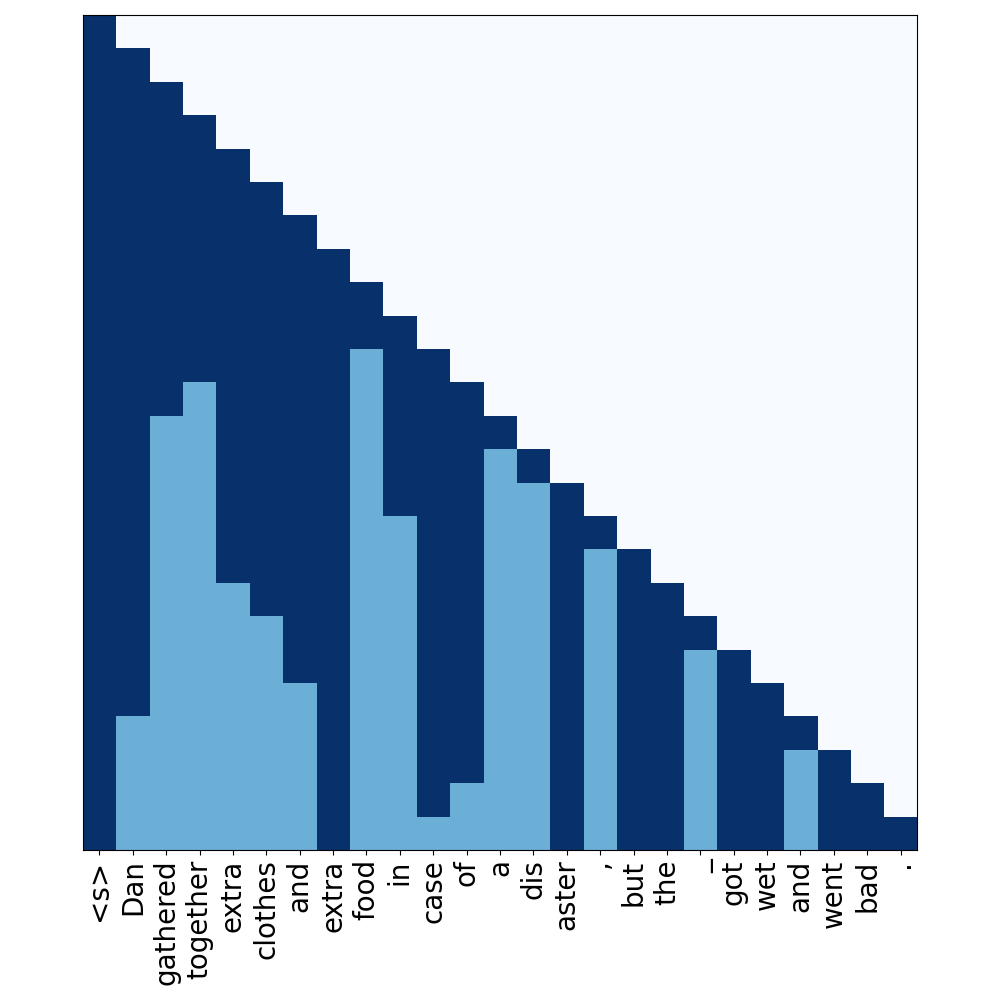 <s> Dan gathered together extra clothes and extra food in case of a dis aster , but the _ got wet and went bad .